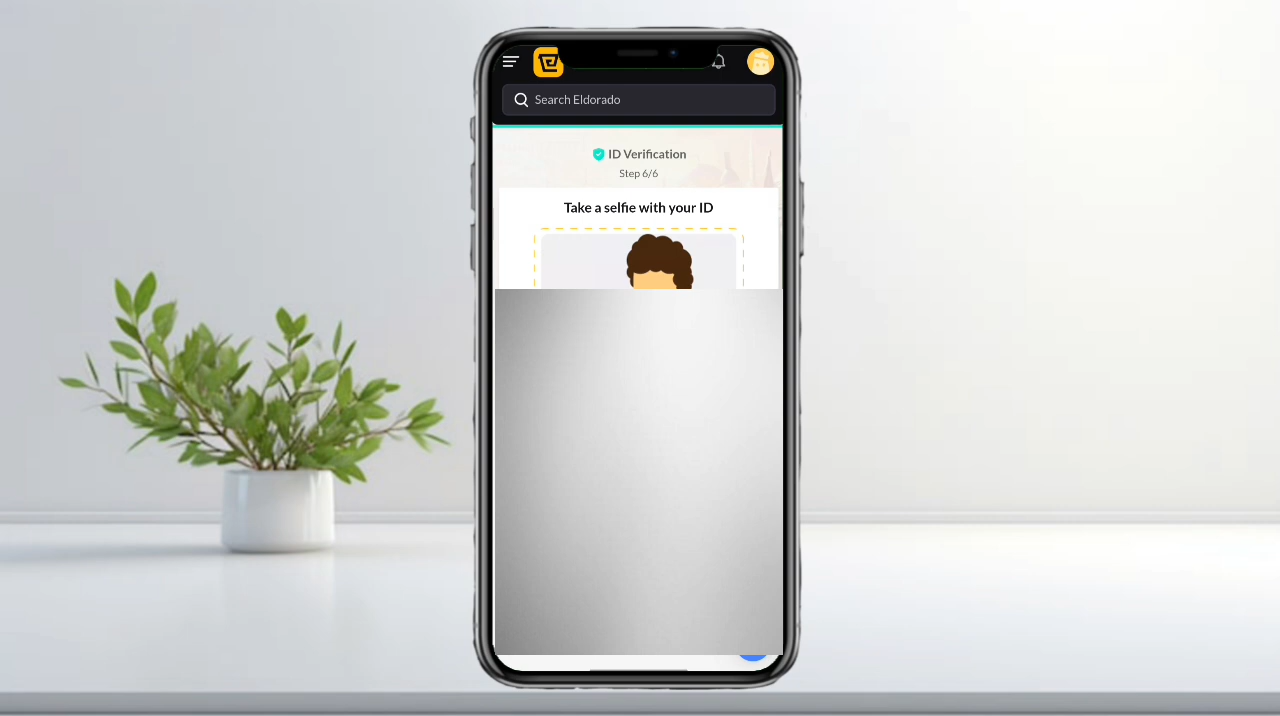 Search Eldorado
ID Verification
Step 6/6
Take a selfie with your ID